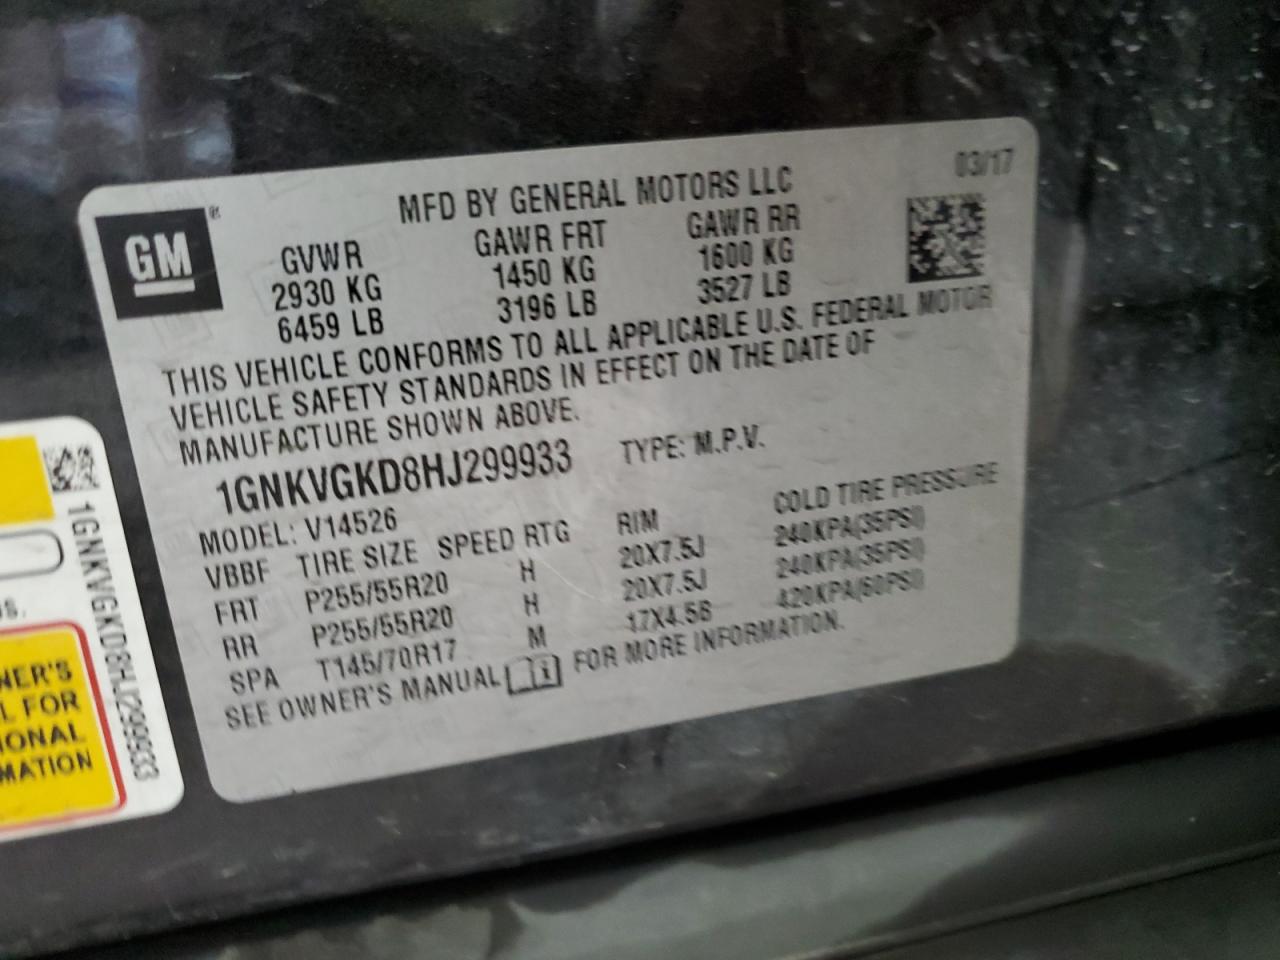 03/17
MFD BY GENERAL MOTORS LLC
GM
GVWR GAWR FRT GAWR RR
2930 KG 1450 KG 1600 KG
6459 LB 3196 LB 3527 LB
THIS VEHICLE CONFORMS TO ALL APPLICABLE U.S. FEDERAL MOTOR
VEHICLE SAFETY STANDARDS IN EFFECT ON THE DATE OF
MANUFACTURE SHOWN ABOVE.
1GNKVGKD8HJ299933 TYPE: M.P.V.
MODEL: V14526
VBBF TIRE SIZE SPEED RTG RIM COLD TIRE PRESSURE
FRT P255/55R20 H 20X7.5J 240KPA(35PSI)
RR P255/55R20 H 20X7.5J 240KPA(35PSI)
SPA T145/70R17 M 17X4.5B 420KPA(60PSI)
SEE OWNER'S MANUAL FOR MORE INFORMATION.
1GNKVGKD8HJ299933
s.
NER'S
L FOR
IONAL
MATION